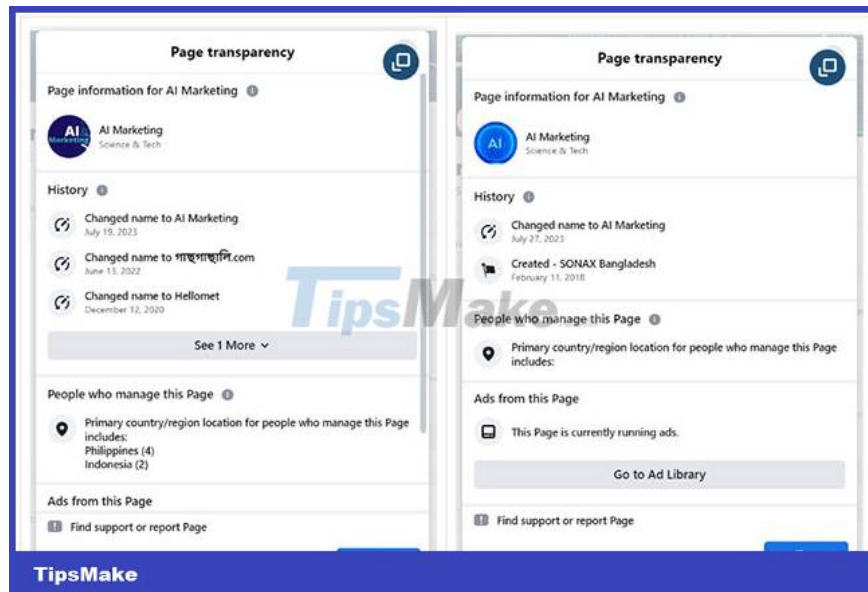 Page transparency
Page information for AI Marketing
AI
Marketing
AI Marketing
Science & Tech
History
Changed name to AI Marketing
July 19, 2023
Changed name to গাছগাছালি.com
June 13, 2022
Changed name to Hellomet
December 12, 2020
See 1 More
People who manage this Page
Primary country/region location for people who manage this Page
includes:
Philippines (4)
Indonesia (2)
Ads from this Page
Find support or report Page
Page transparency
Page information for AI Marketing
AI
AI Marketing
Science & Tech
History
Changed name to AI Marketing
July 27, 2023
Created - SONAX Bangladesh
February 11, 2018
People who manage this Page
Primary country/region location for people who manage this Page
includes:
Ads from this Page
This Page is currently running ads.
Go to Ad Library
Find support or report Page
TipsMake
TipsMake